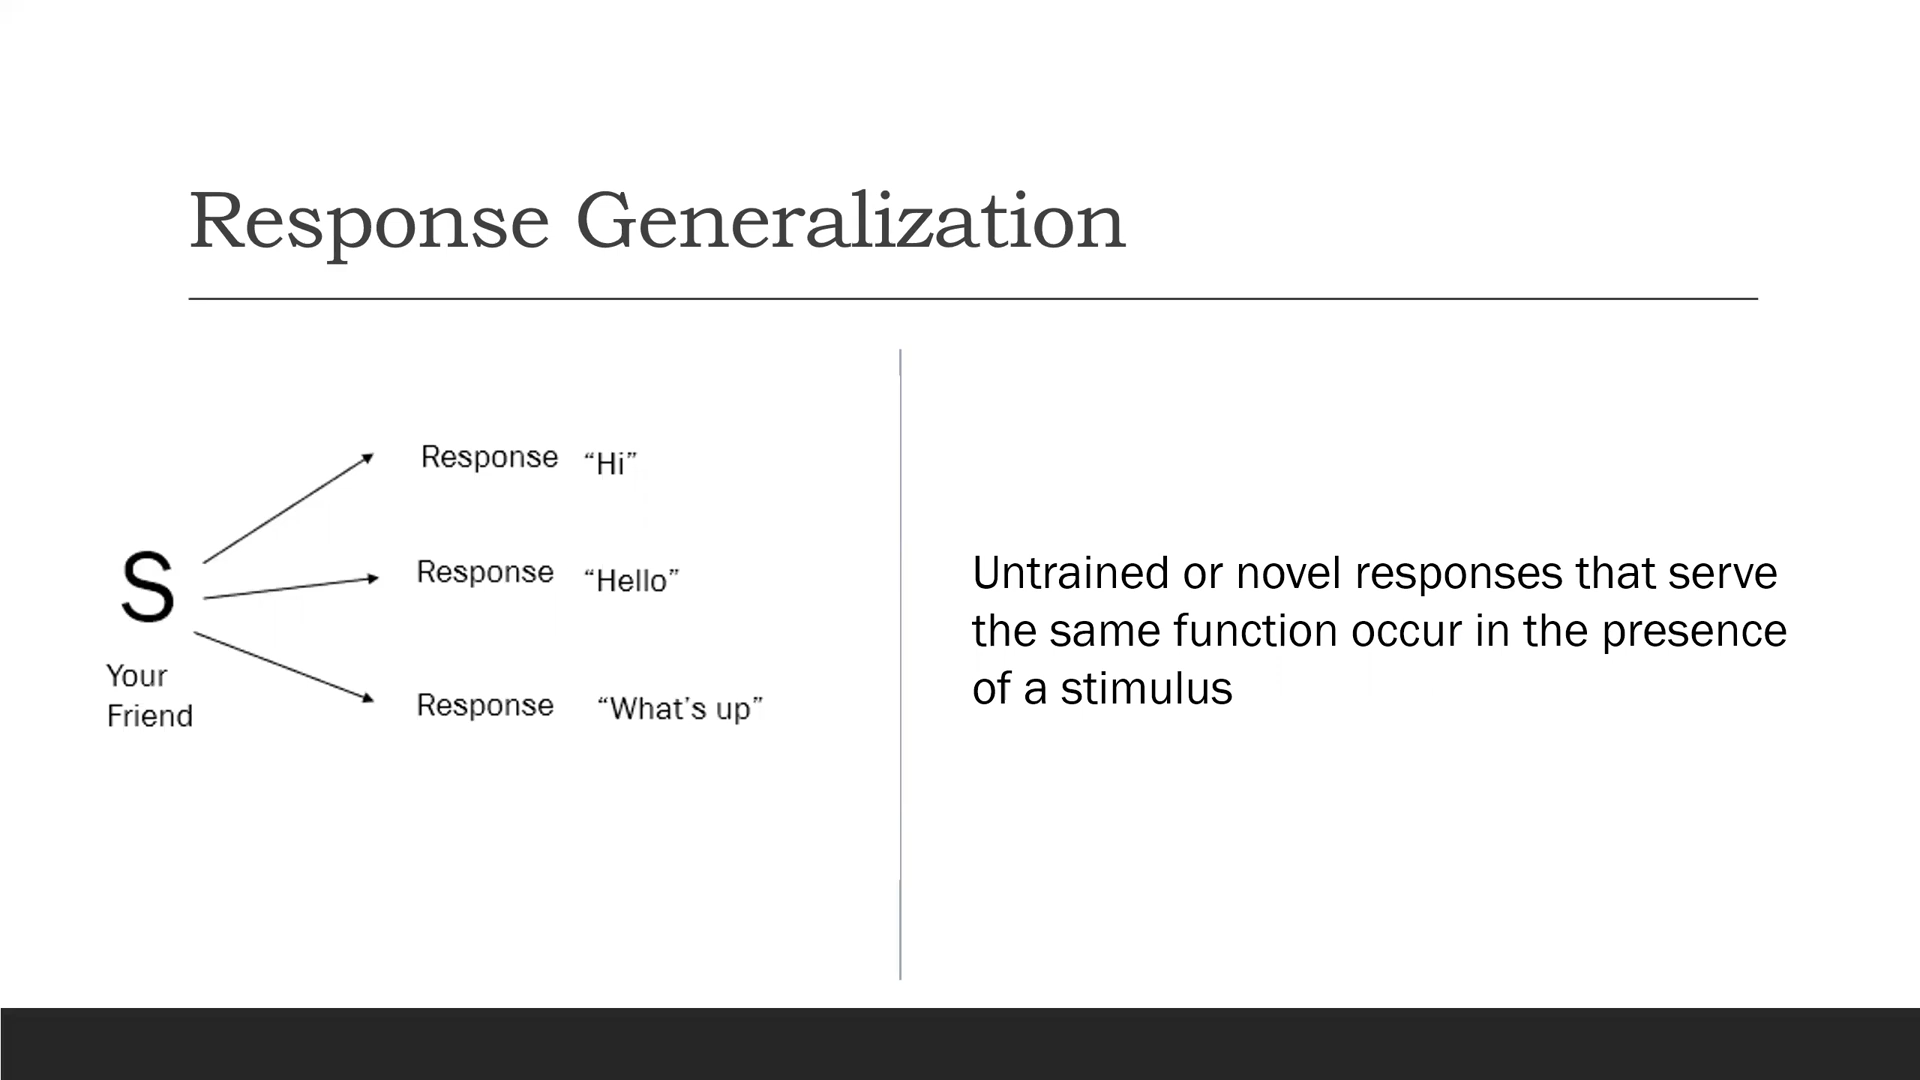 Response Generalization
Response “Hi”
Response “Hello”
Response “What’s up”
S
Your
Friend
Untrained or novel responses that serve
the same function occur in the presence
of a stimulus